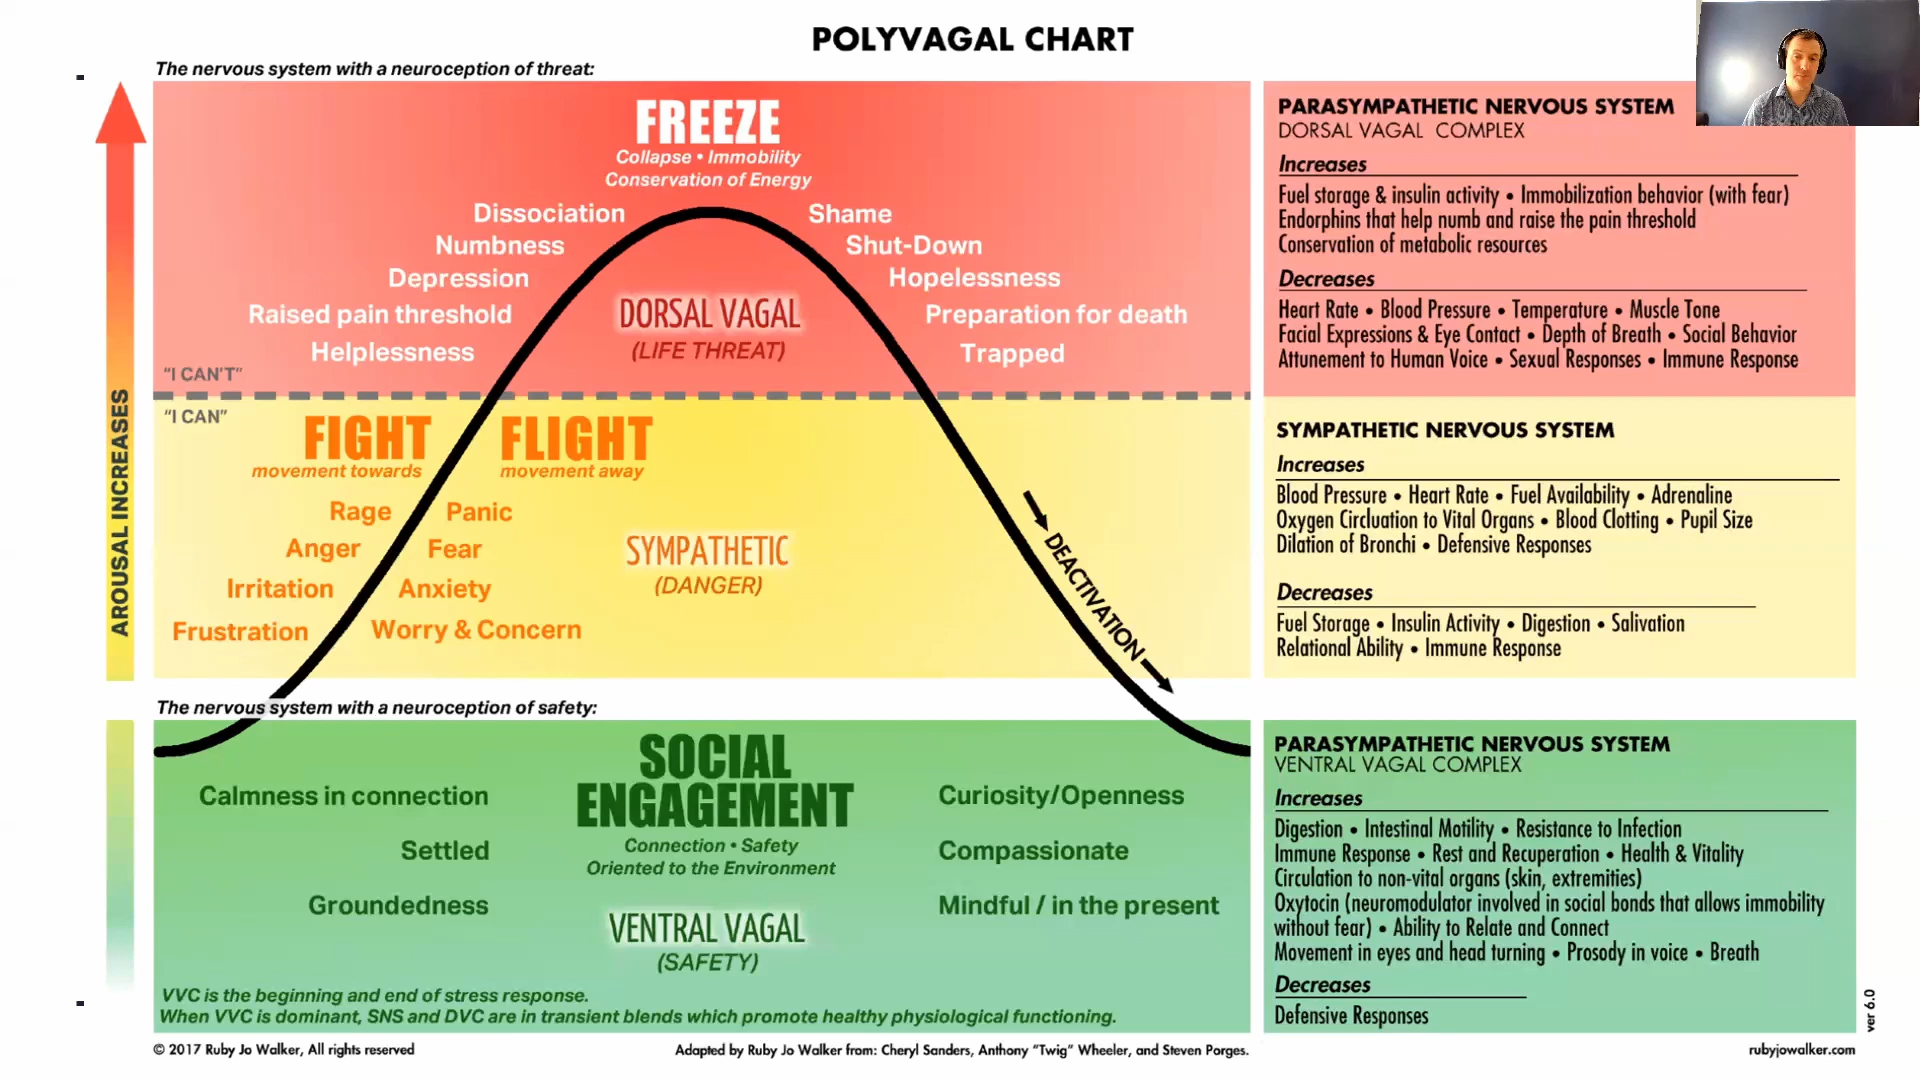 POLYVAGAL CHART
The nervous system with a neuroception of threat:
FREEZE
Collapse • Immobility
Conservation of Energy
Dissociation
Numbness
Depression
Raised pain threshold
Helplessness
Shame
Shut-Down
Hopelessness
Preparation for death
Trapped
DORSAL VAGAL
(LIFE THREAT)
"I CAN'T"
"I CAN"
AROUSAL INCREASES
FIGHT
movement towards
FLIGHT
movement away
Rage
Anger
Irritation
Frustration
Panic
Fear
Anxiety
Worry & Concern
SYMPATHETIC
(DANGER)
DEACTIVATION
The nervous system with a neuroception of safety:
SOCIAL
ENGAGEMENT
Connection • Safety
Oriented to the Environment
Calmness in connection
Settled
Groundedness
Curiosity/Openness
Compassionate
Mindful / in the present
VENTRAL VAGAL
(SAFETY)
VVC is the beginning and end of stress response.
When VVC is dominant, SNS and DVC are in transient blends which promote healthy physiological functioning.
PARASYMPATHETIC NERVOUS SYSTEM
DORSAL VAGAL COMPLEX
Increases
Fuel storage & insulin activity • Immobilization behavior (with fear)
Endorphins that help numb and raise the pain threshold
Conservation of metabolic resources
Decreases
Heart Rate • Blood Pressure • Temperature • Muscle Tone
Facial Expressions & Eye Contact • Depth of Breath • Social Behavior
Attunement to Human Voice • Sexual Responses • Immune Response
SYMPATHETIC NERVOUS SYSTEM
Increases
Blood Pressure • Heart Rate • Fuel Availability • Adrenaline
Oxygen Circluation to Vital Organs • Blood Clotting • Pupil Size
Dilation of Bronchi • Defensive Responses
Decreases
Fuel Storage • Insulin Activity • Digestion • Salivation
Relational Ability • Immune Response
PARASYMPATHETIC NERVOUS SYSTEM
VENTRAL VAGAL COMPLEX
Increases
Digestion • Intestinal Motility • Resistance to Infection
Immune Response • Rest and Recuperation • Health & Vitality
Circulation to non-vital organs (skin, extremities)
Oxytocin (neuromodulator involved in social bonds that allows immobility
without fear) • Ability to Relate and Connect
Movement in eyes and head turning • Prosody in voice • Breath
Decreases
Defensive Responses
ver 6.0
© 2017 Ruby Jo Walker, All rights reserved
Adapted by Ruby Jo Walker from: Cheryl Sanders, Anthony "Twig" Wheeler, and Steven Porges.
rubyjowalker.com